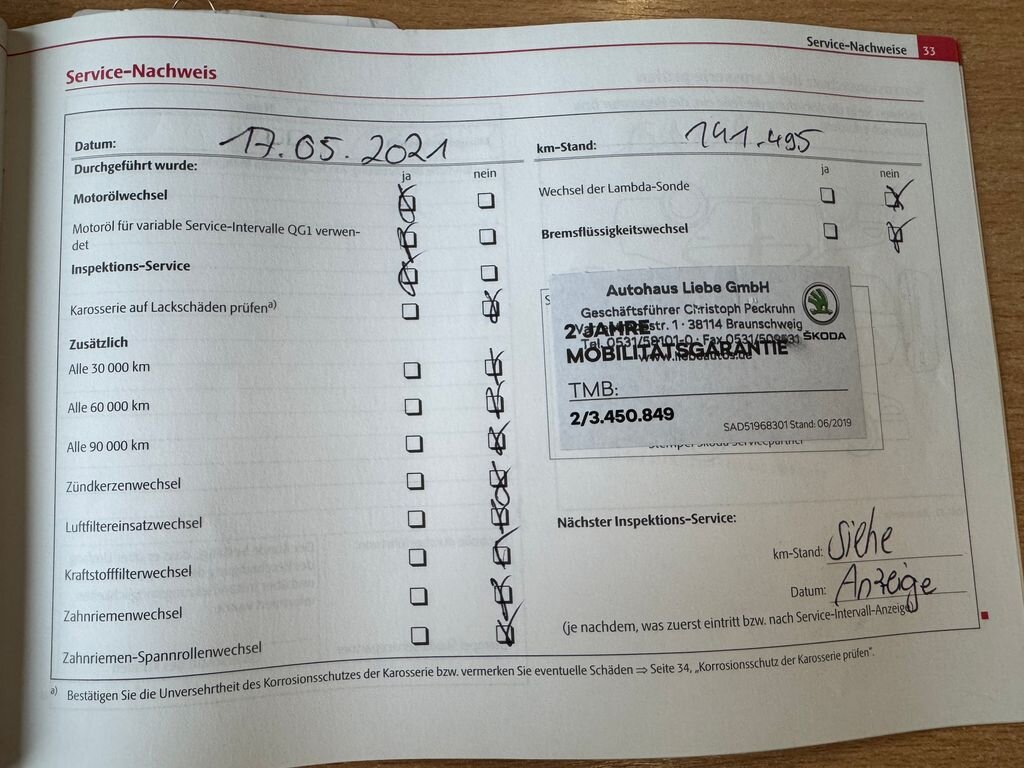 Service-Nachweise 33
Service-Nachweis
Datum: 17.05.2021
km-Stand: 141.495
Durchgeführt wurde:
ja nein
ja nein
Motorölwechsel
Motoröl für variable Service-Intervalle QG1 verwen-
det
Inspektions-Service
Karosserie auf Lackschäden prüfen a)
Zusätzlich
Alle 30 000 km
Alle 60 000 km
Alle 90 000 km
Zündkerzenwechsel
Luftfiltereinsatzwechsel
Kraftstofffilterwechsel
Zahnriemenwechsel
Zahnriemen-Spannrollenwechsel
Wechsel der Lambda-Sonde
Bremsflüssigkeitswechsel
Autohaus Liebe GmbH
Geschäftsführer Christoph Peckruhn
str. 1 · 38114 Braunschweig
2 JAHRE
ŠKODA
MOBILITÄTSGARANTIE
TMB:
2/3.450.849
SAD51968301 Stand: 06/2019
Nächster Inspektions-Service:
km-Stand: siehe
Datum: Anzeige
(je nachdem, was zuerst eintritt bzw. nach Service-Intervall-Anzeige
a) Bestätigen Sie die Unversehrtheit des Korrosionsschutzes der Karosserie bzw. vermerken Sie eventuelle Schäden ⇒ Seite 34, „Korrosionsschutz der Karosserie prüfen“.